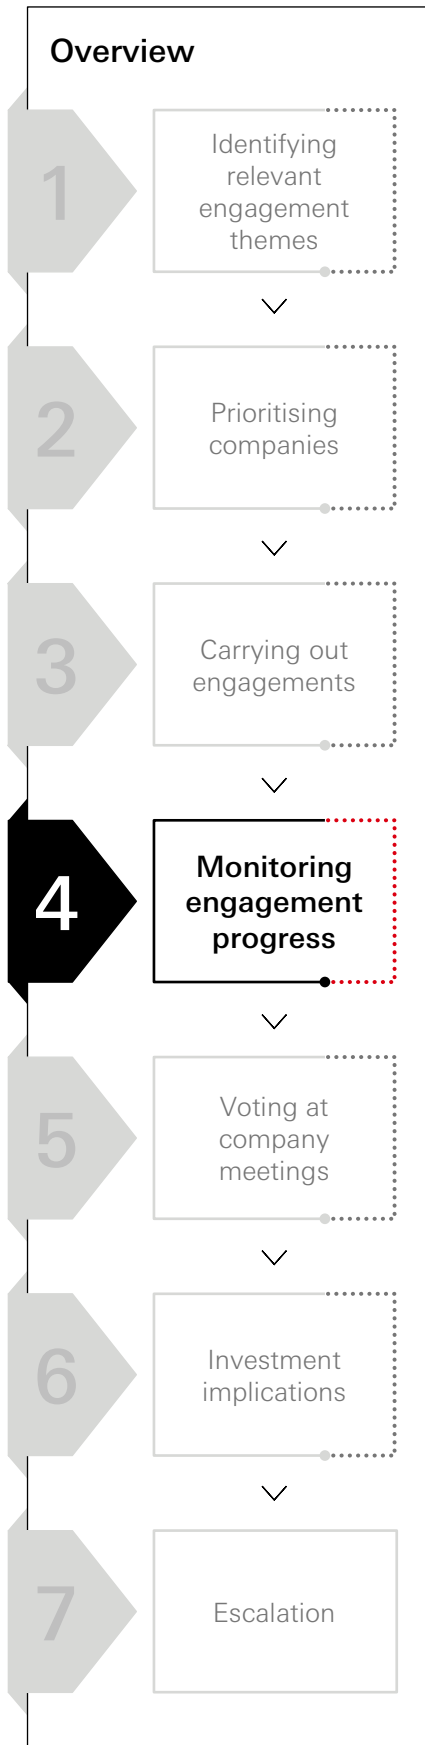 Overview
1
Identifying
relevant
engagement
themes
2
Prioritising
companies
3
Carrying out
engagements
4
Monitoring
engagement
progress
5
Voting at
company
meetings
6
Investment
implications
7
Escalation